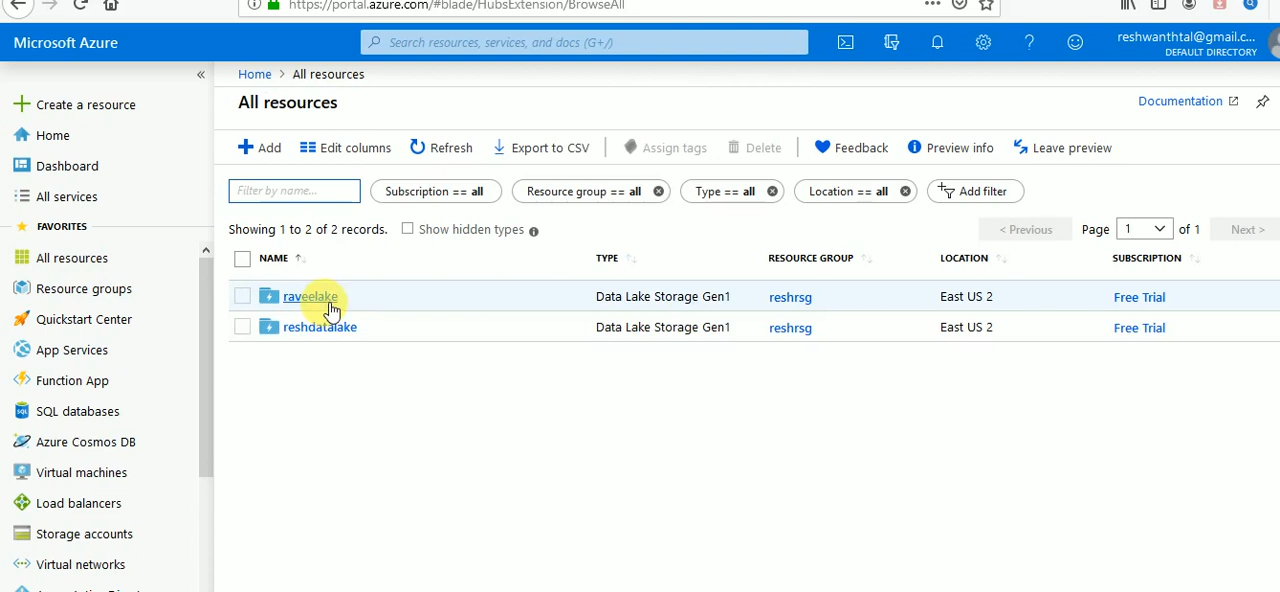 https://portal.azure.com/#blade/HubsExtension/BrowseAll
Microsoft Azure
Search resources, services, and docs (G+/)
reshwanthtal@gmail.c...
DEFAULT DIRECTORY
«
Home > All resources
All resources
Documentation
Create a resource
Home
Dashboard
All services
FAVORITES
All resources
Resource groups
Quickstart Center
App Services
Function App
SQL databases
Azure Cosmos DB
Virtual machines
Load balancers
Storage accounts
Virtual networks
Add Edit columns Refresh Export to CSV Assign tags Delete Feedback Preview info Leave preview
Filter by name... Subscription == all Resource group == all Type == all Location == all Add filter
Showing 1 to 2 of 2 records. Show hidden types < Previous Page 1 of 1 Next >
NAME TYPE RESOURCE GROUP LOCATION SUBSCRIPTION
raveelake Data Lake Storage Gen1 reshrsg East US 2 Free Trial
reshdatalake Data Lake Storage Gen1 reshrsg East US 2 Free Trial